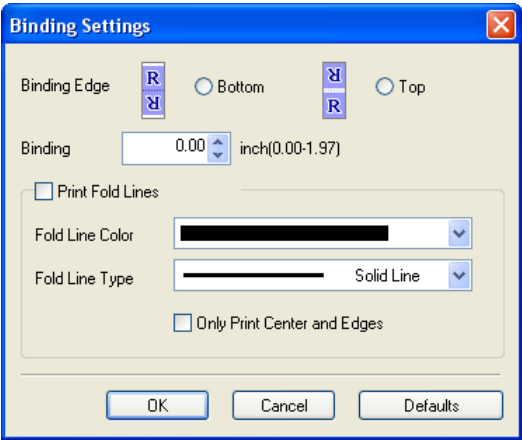 Binding Settings
Binding Edge R R Bottom R R Top
Binding 0.00 inch(0.00-1.97)
Print Fold Lines
Fold Line Color
Fold Line Type Solid Line
Only Print Center and Edges
OK Cancel Defaults